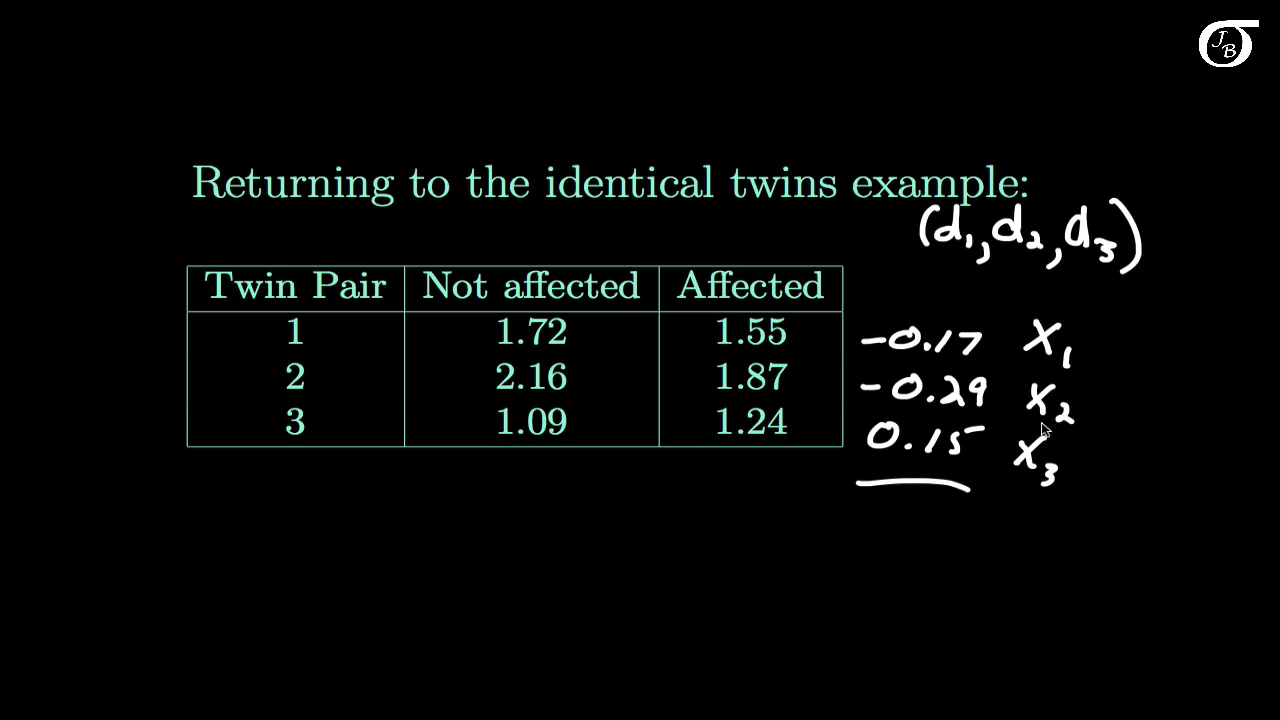 JB
Returning to the identical twins example:
(d₁, d₂, d₃)
Twin Pair Not affected Affected
1 1.72 1.55 -0.17 X₁
2 2.16 1.87 -0.29 X₂
3 1.09 1.24 0.15 X₃